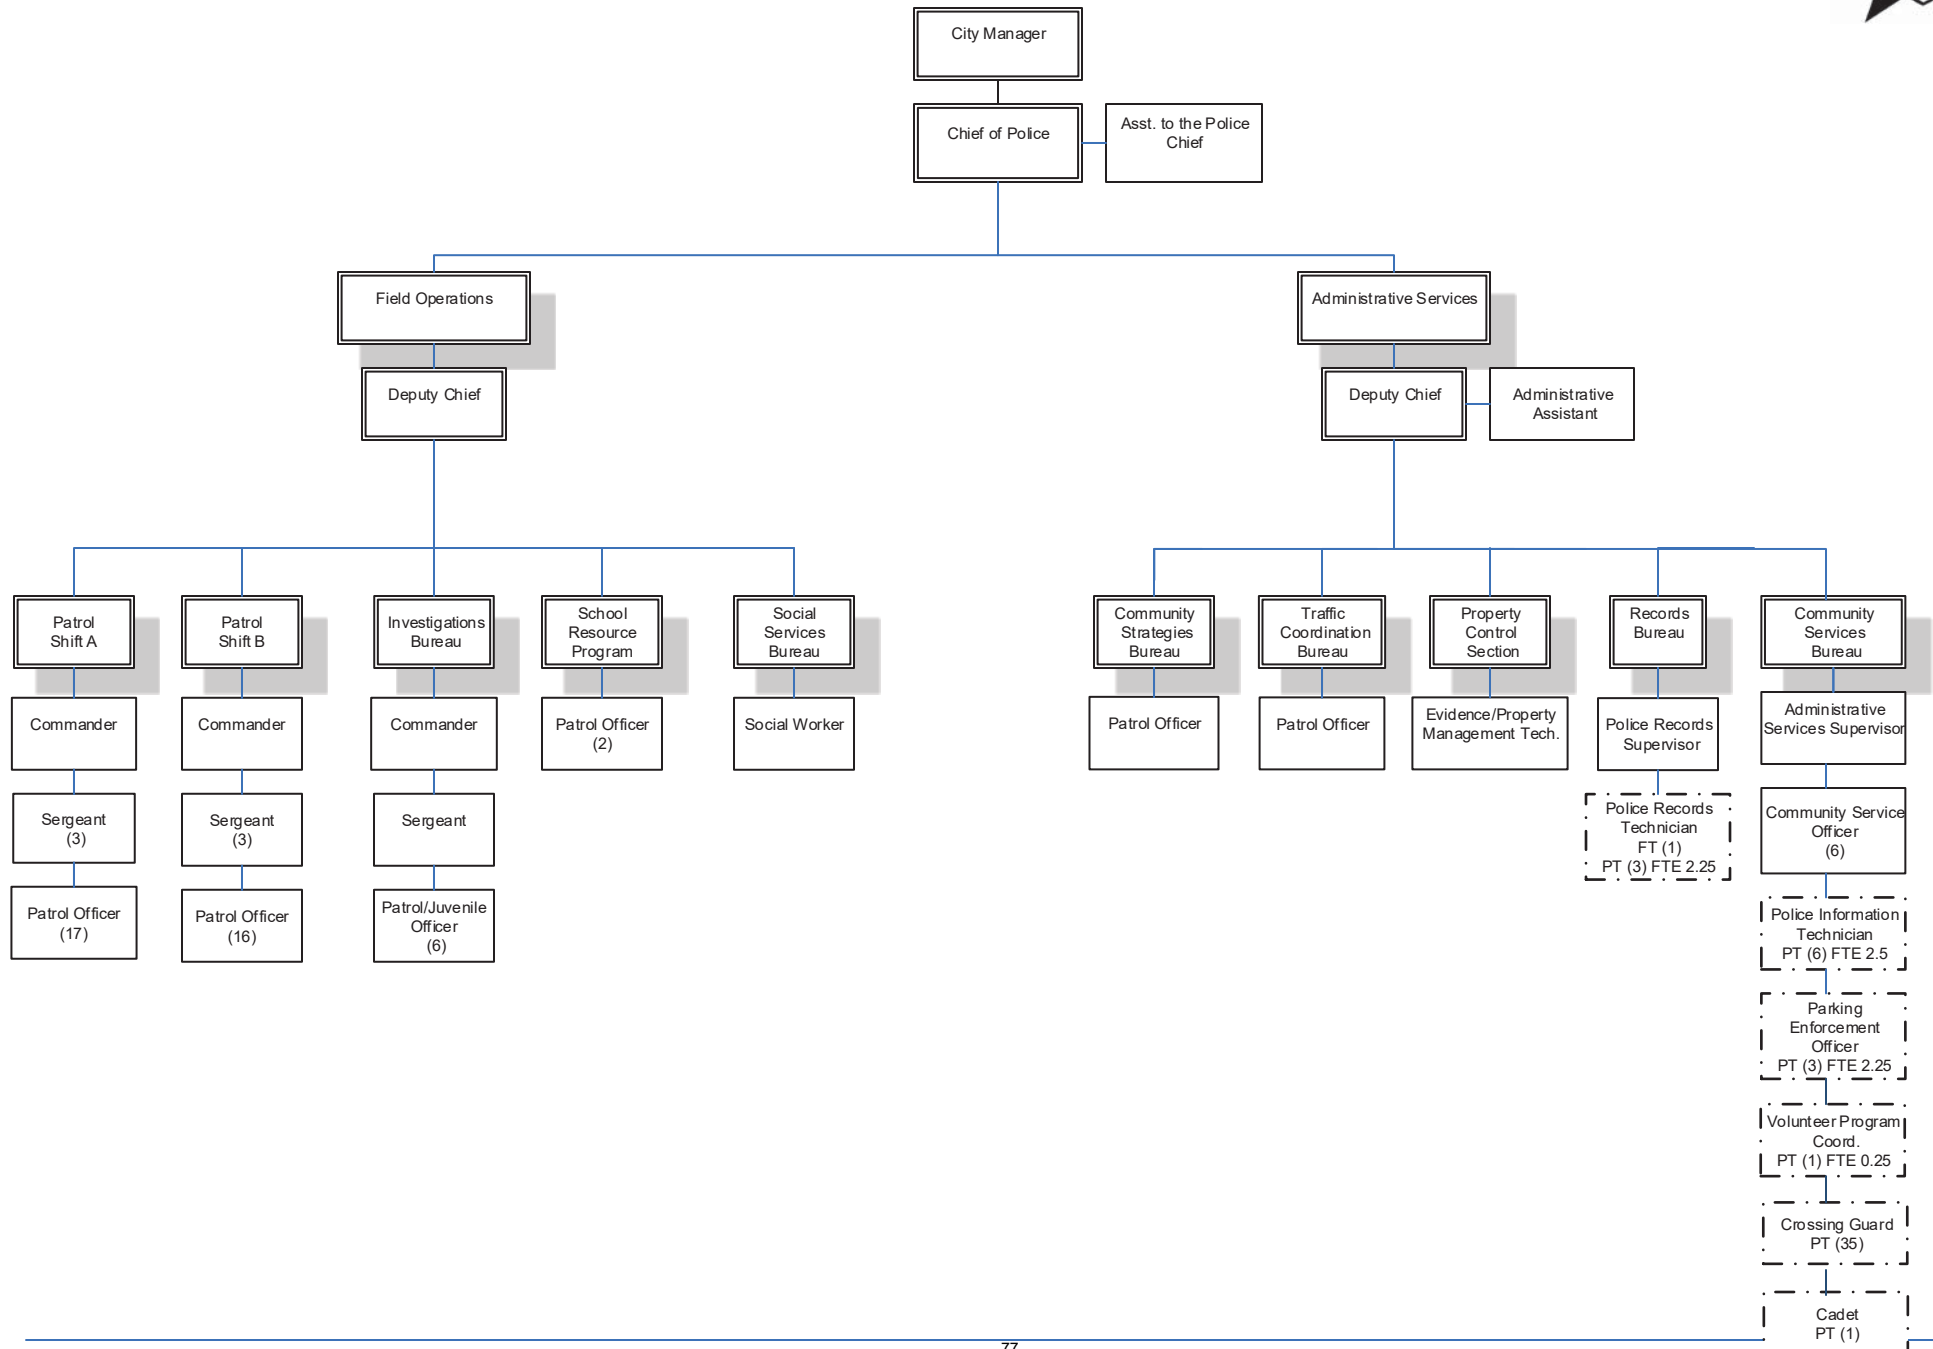 City Manager
Chief of Police
Asst. to the Police
Chief
Field Operations
Administrative Services
Deputy Chief
Deputy Chief
Administrative
Assistant
Patrol
Shift A
Patrol
Shift B
Investigations
Bureau
School
Resource
Program
Social
Services
Bureau
Community
Strategies
Bureau
Traffic
Coordination
Bureau
Property
Control
Section
Records
Bureau
Community
Services
Bureau
Commander
Commander
Commander
Patrol Officer
(2)
Social Worker
Patrol Officer
Patrol Officer
Evidence/Property
Management Tech.
Police Records
Supervisor
Administrative
Services Supervisor
Sergeant
(3)
Sergeant
(3)
Sergeant
Police Records
Technician
FT (1)
PT (3) FTE 2.25
Community Service
Officer
(6)
Patrol Officer
(17)
Patrol Officer
(16)
Patrol/Juvenile
Officer
(6)
Police Information
Technician
PT (6) FTE 2.5
Parking
Enforcement
Officer
PT (3) FTE 2.25
Volunteer Program
Coord.
PT (1) FTE 0.25
Crossing Guard
PT (35)
Cadet
PT (1)
77